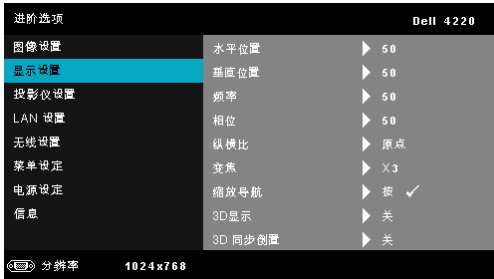 进阶选项 Dell 4220
图像设置
显示设置
投影仪设置
LAN 设置
无线设置
菜单设定
电源设定
信息
水平位置 50
垂直位置 50
频率 50
相位 50
纵横比 原点
变焦 X3
缩放导航 按
3D显示 关
3D 同步倒置 关
分辨率 1024x768